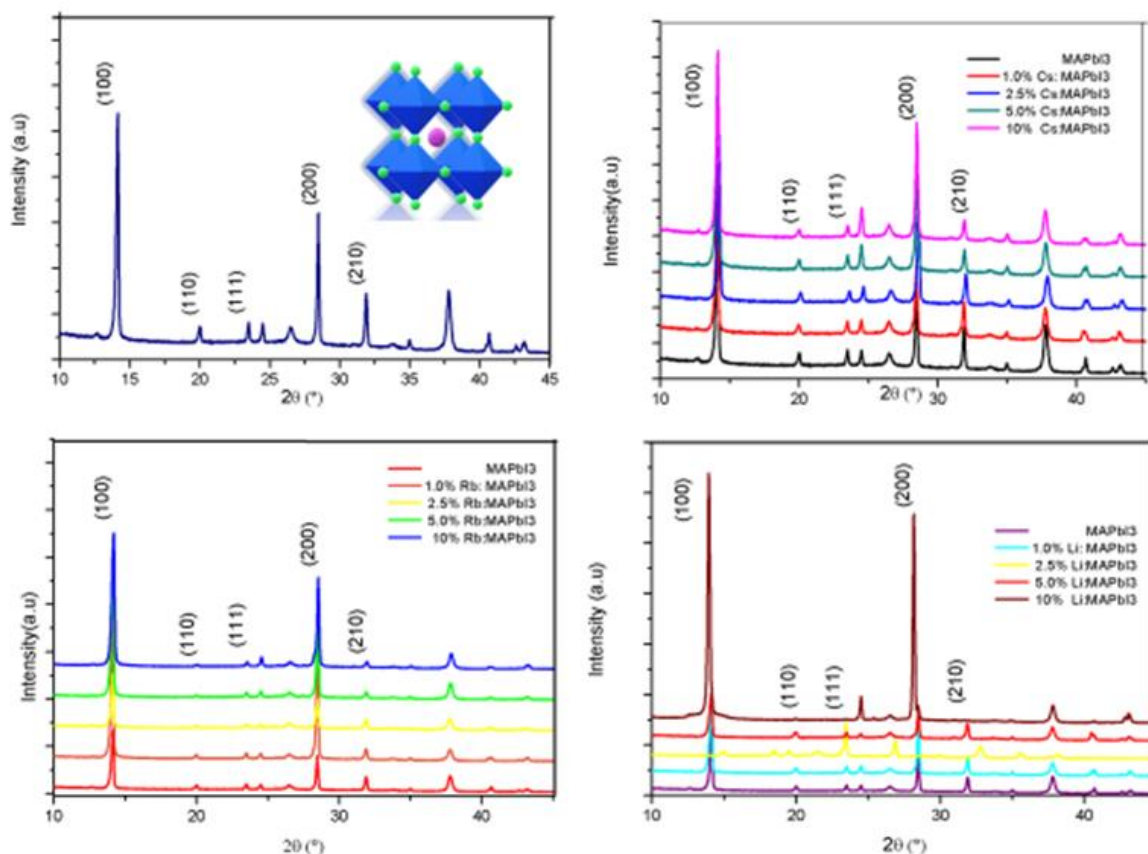 Intensity (a.u)
(100)
(110)
(111)
(200)
(210)
10 15 20 25 30 35 40 45
2θ (°)
Intensity(a.u)
(100)
(110)
(111)
(200)
(210)
MAPbI3
1.0% Cs: MAPbI3
2.5% Cs:MAPbI3
5.0% Cs:MAPbI3
10% Cs:MAPbI3
10 20 30 40
2θ (°)
Intensity(a.u)
(100)
(110)
(111)
(200)
(210)
MAPbI3
1.0% Rb: MAPbI3
2.5% Rb:MAPbI3
5.0% Rb:MAPbI3
10% Rb:MAPbI3
10 20 30 40
2θ (°)
Intensity (a.u)
(100)
(110)
(111)
(200)
(210)
MAPbI3
1.0% Li: MAPbI3
2.5% Li:MAPbI3
5.0% Li:MAPbI3
10% Li:MAPbI3
10 20 30 40
2θ (°)